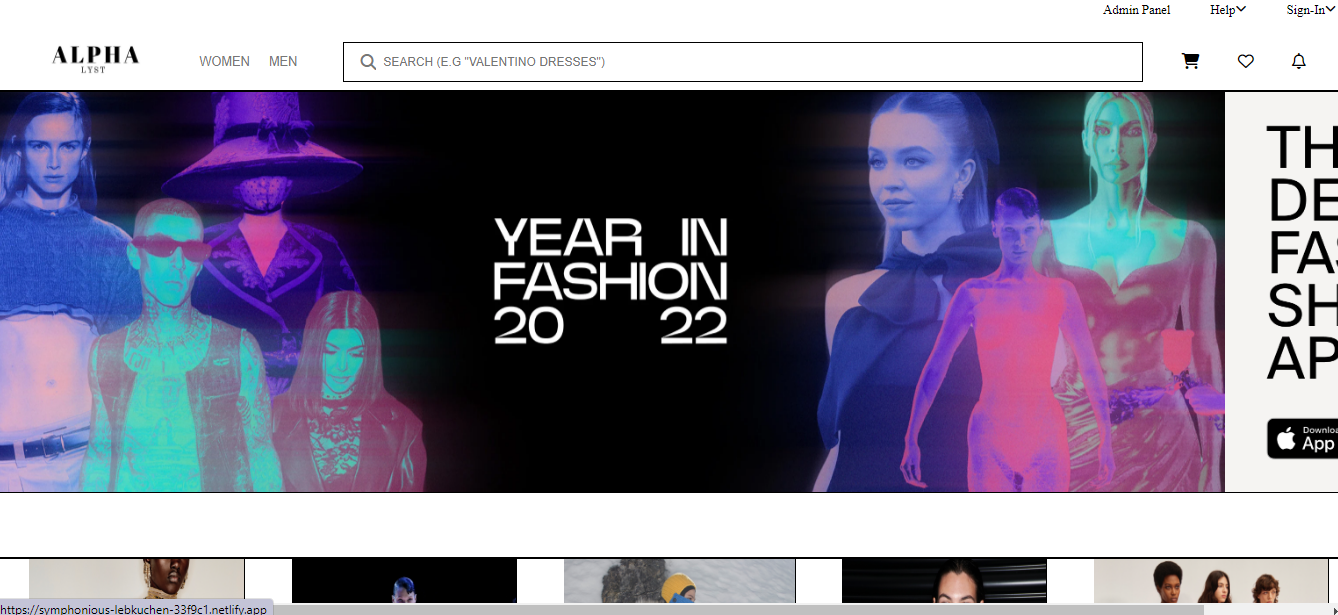 Admin Panel Help Sign-In
ALPHA
LYST
WOMEN MEN SEARCH (E.G "VALENTINO DRESSES")
YEAR IN
FASHION
20 22
TH
DE
FAS
SH
AP
Downlo
App
https://symphonious-lebkuchen-33f9c1.netlify.app